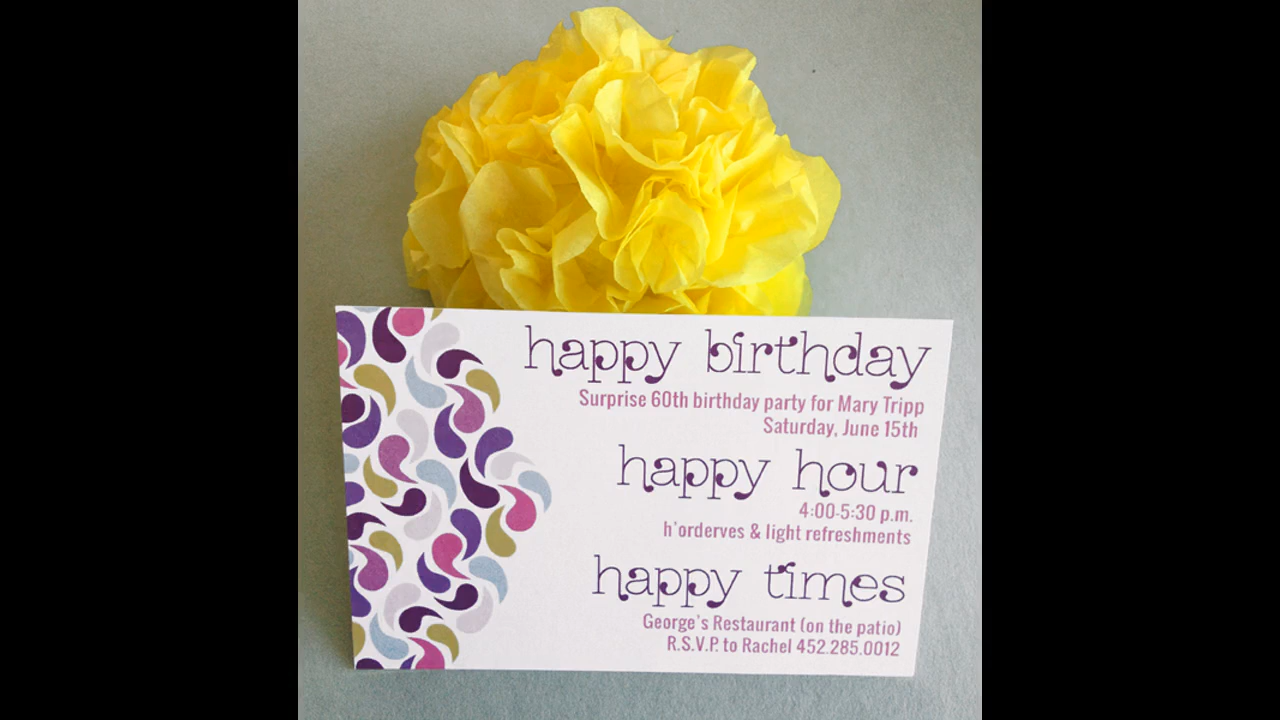 happy birthday
Surprise 60th birthday party for Mary Tripp
Saturday, June 15th
happy hour
4:00-5:30 p.m.
h'orderves & light refreshments
happy times
George's Restaurant (on the patio)
R.S.V.P. to Rachel 452.285.0012